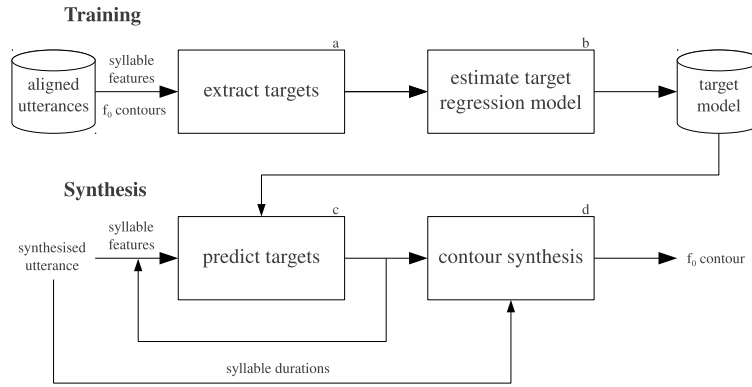 Training
aligned
utterances
syllable
features
f₀ contours
a
extract targets
b
estimate target
regression model
target
model
Synthesis
synthesised
utterance
syllable
features
c
predict targets
d
contour synthesis
f₀ contour
syllable durations